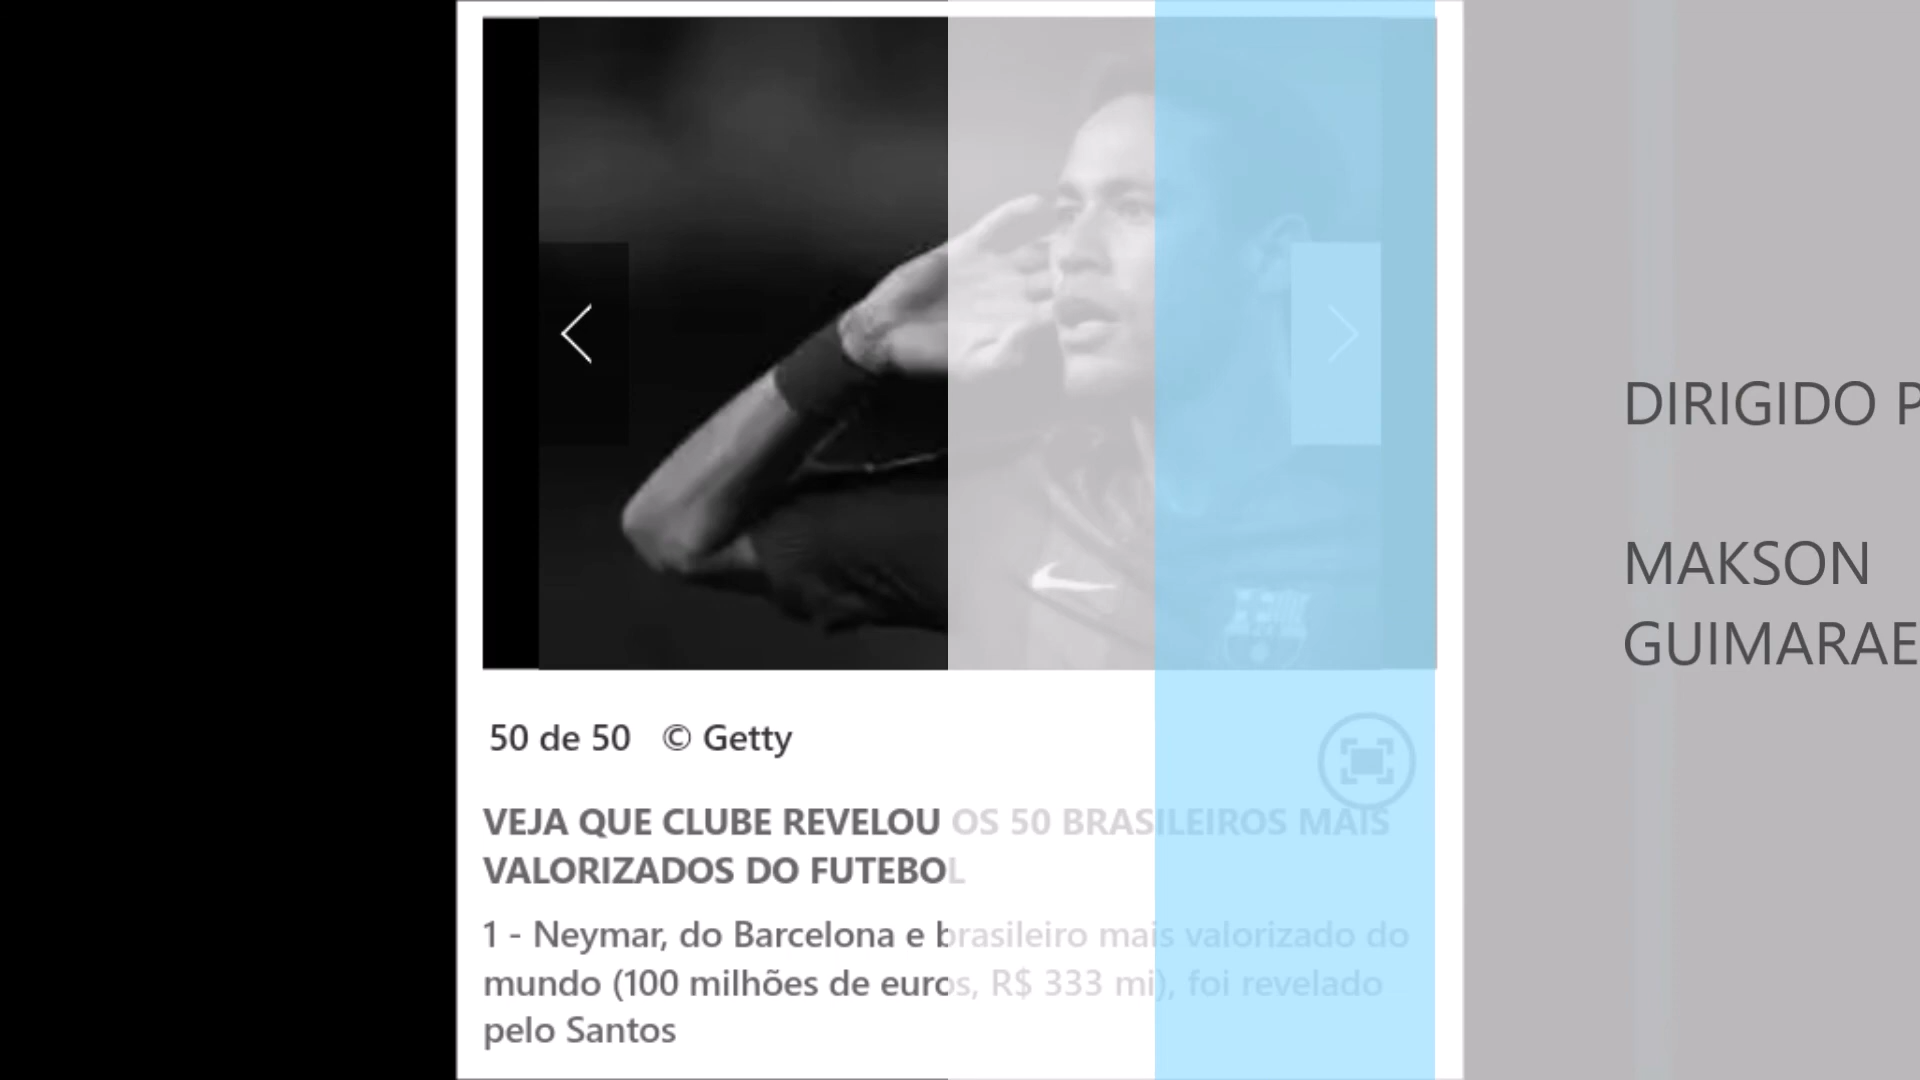 50 de 50 © Getty
VEJA QUE CLUBE REVELOU OS 50 BRASILEIROS MAIS
VALORIZADOS DO FUTEBOL
1 - Neymar, do Barcelona e brasileiro mais valorizado do
mundo (100 milhões de euros, R$ 333 mi), foi revelado
pelo Santos
DIRIGIDO P
MAKSON
GUIMARAE